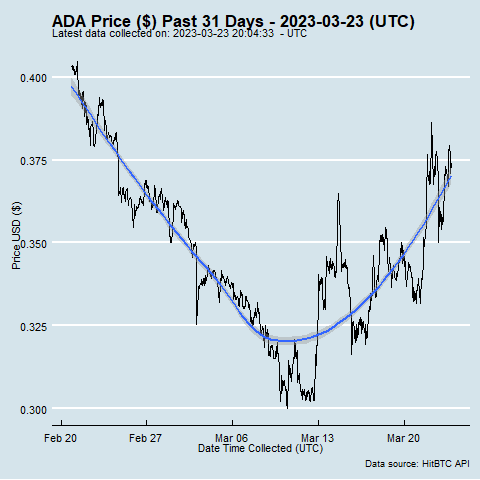 ADA Price ($) Past 31 Days - 2023-03-23 (UTC)
Latest data collected on: 2023-03-23 20:04:33 - UTC
0.400
0.375
0.350
0.325
0.300
Price USD ($)
Feb 20
Feb 27
Mar 06
Mar 13
Mar 20
Date Time Collected (UTC)
Data source: HitBTC API